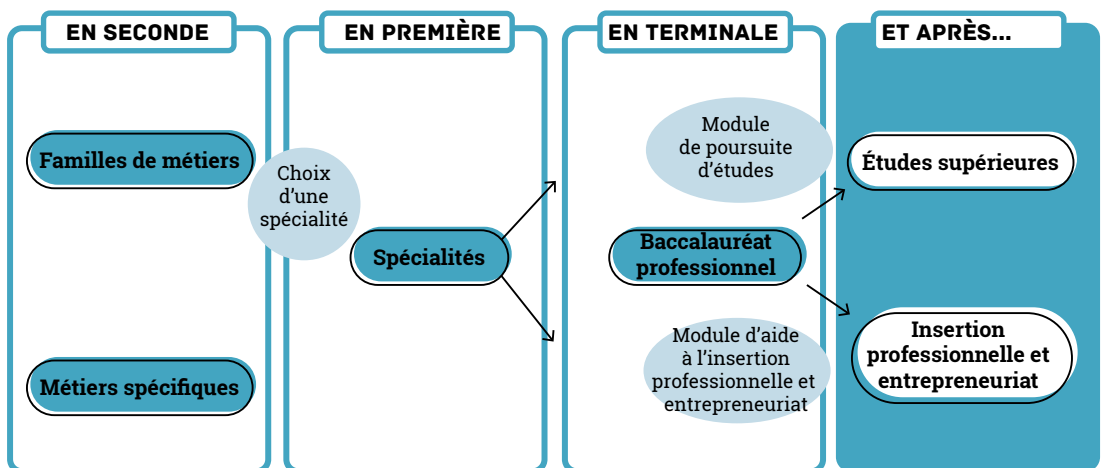 EN SECONDE
EN PREMIÈRE
EN TERMINALE
ET APRÈS...
Familles de métiers
Métiers spécifiques
Choix
d'une
spécialité
Spécialités
Module
de poursuite
d'études
Baccalauréat
professionnel
Module d'aide
à l'insertion
professionnelle et
entrepreneuriat
Études supérieures
Insertion
professionnelle et
entrepreneuriat